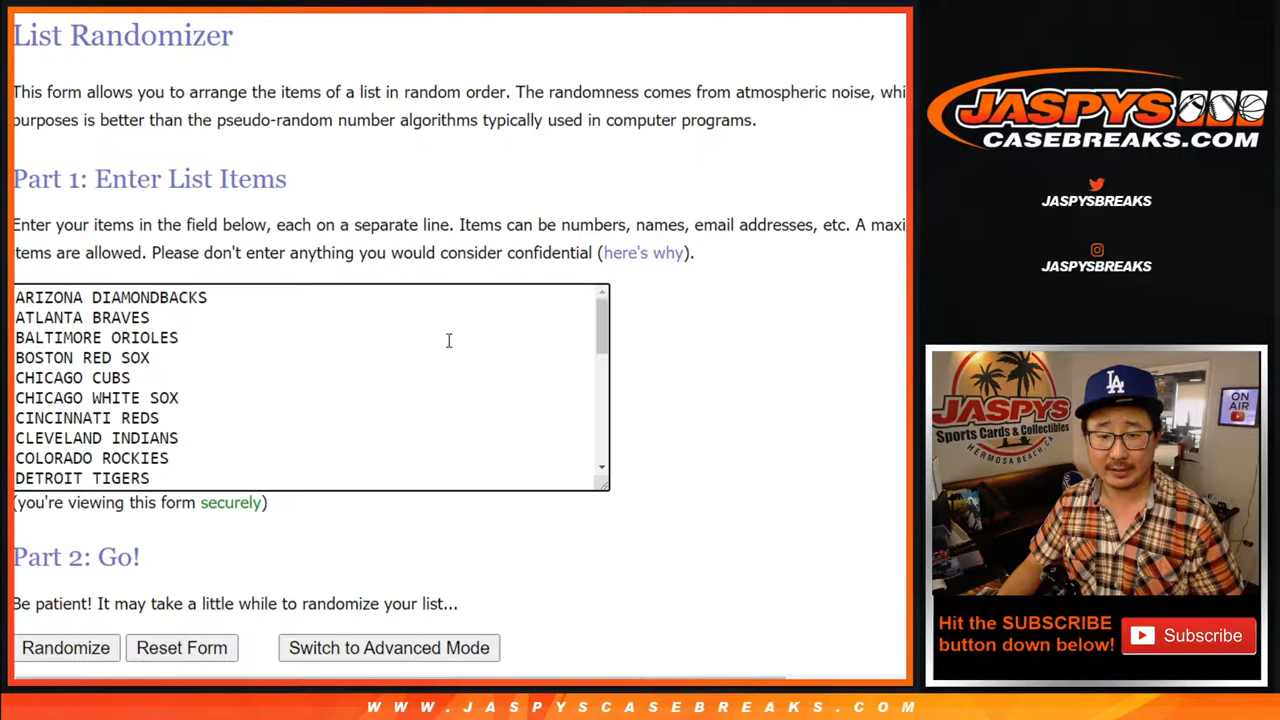 List Randomizer
This form allows you to arrange the items of a list in random order. The randomness comes from atmospheric noise, whi
purposes is better than the pseudo-random number algorithms typically used in computer programs.
Part 1: Enter List Items
Enter your items in the field below, each on a separate line. Items can be numbers, names, email addresses, etc. A maxi
items are allowed. Please don't enter anything you would consider confidential (here's why).
ARIZONA DIAMONDBACKS
ATLANTA BRAVES
BALTIMORE ORIOLES
BOSTON RED SOX
CHICAGO CUBS
CHICAGO WHITE SOX
CINCINNATI REDS
CLEVELAND INDIANS
COLORADO ROCKIES
DETROIT TIGERS
(you're viewing this form securely)
Part 2: Go!
Be patient! It may take a little while to randomize your list...
Randomize Reset Form Switch to Advanced Mode
JASPYS
CASEBREAKS.COM
JASPYSBREAKS
JASPYSBREAKS
JASPYS
Sports Cards & Collectibles
HERMOSA BEACH, CA
LA
ON
AIR
Hit the SUBSCRIBE
button down below!
Subscribe
WWW.JASPYSCASEBREAKS.COM